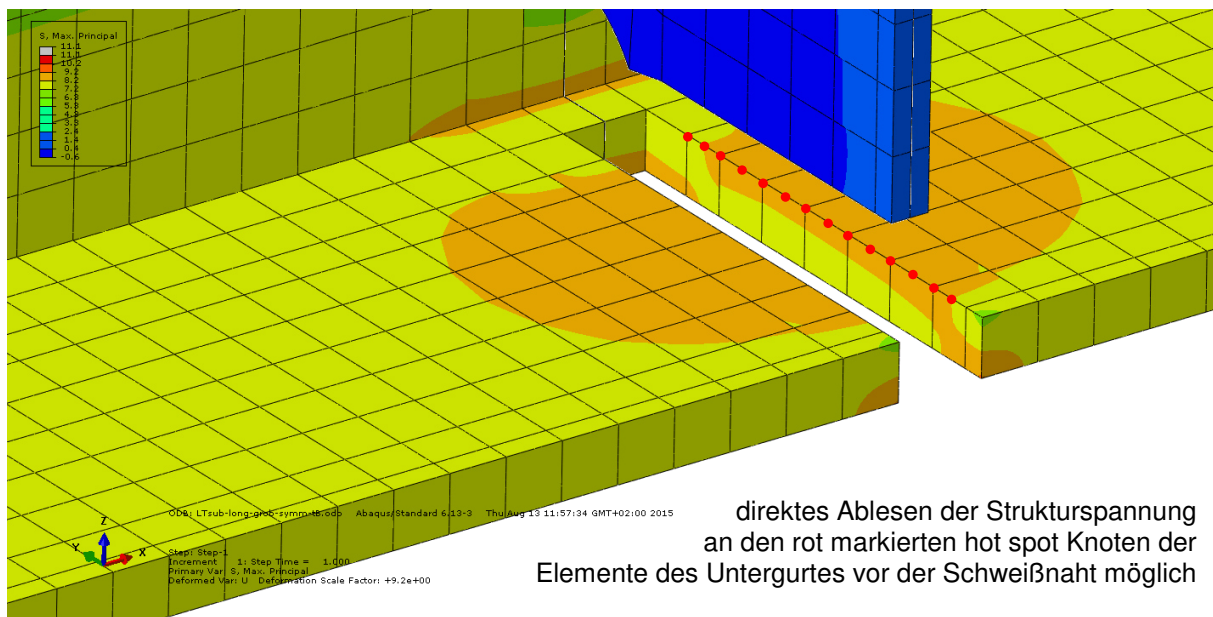 S, Max. Principal
11.1
11.1
10.2
9.2
8.2
7.2
6.3
5.3
4.3
3.3
2.4
1.4
0.4
-0.6
ODB: LTsub-long-grob-symm-tB.odb Abaqus/Standard 6.13-3 Thu Aug 13 11:57:34 GMT+02:00 2015
Z
Y
X
Step: Step-1
Increment 1: Step Time = 1.000
Primary Var: S, Max. Principal
Deformed Var: U Deformation Scale Factor: +9.2e+00
direktes Ablesen der Strukturspannung
an den rot markierten hot spot Knoten der
Elemente des Untergurtes vor der Schweißnaht möglich